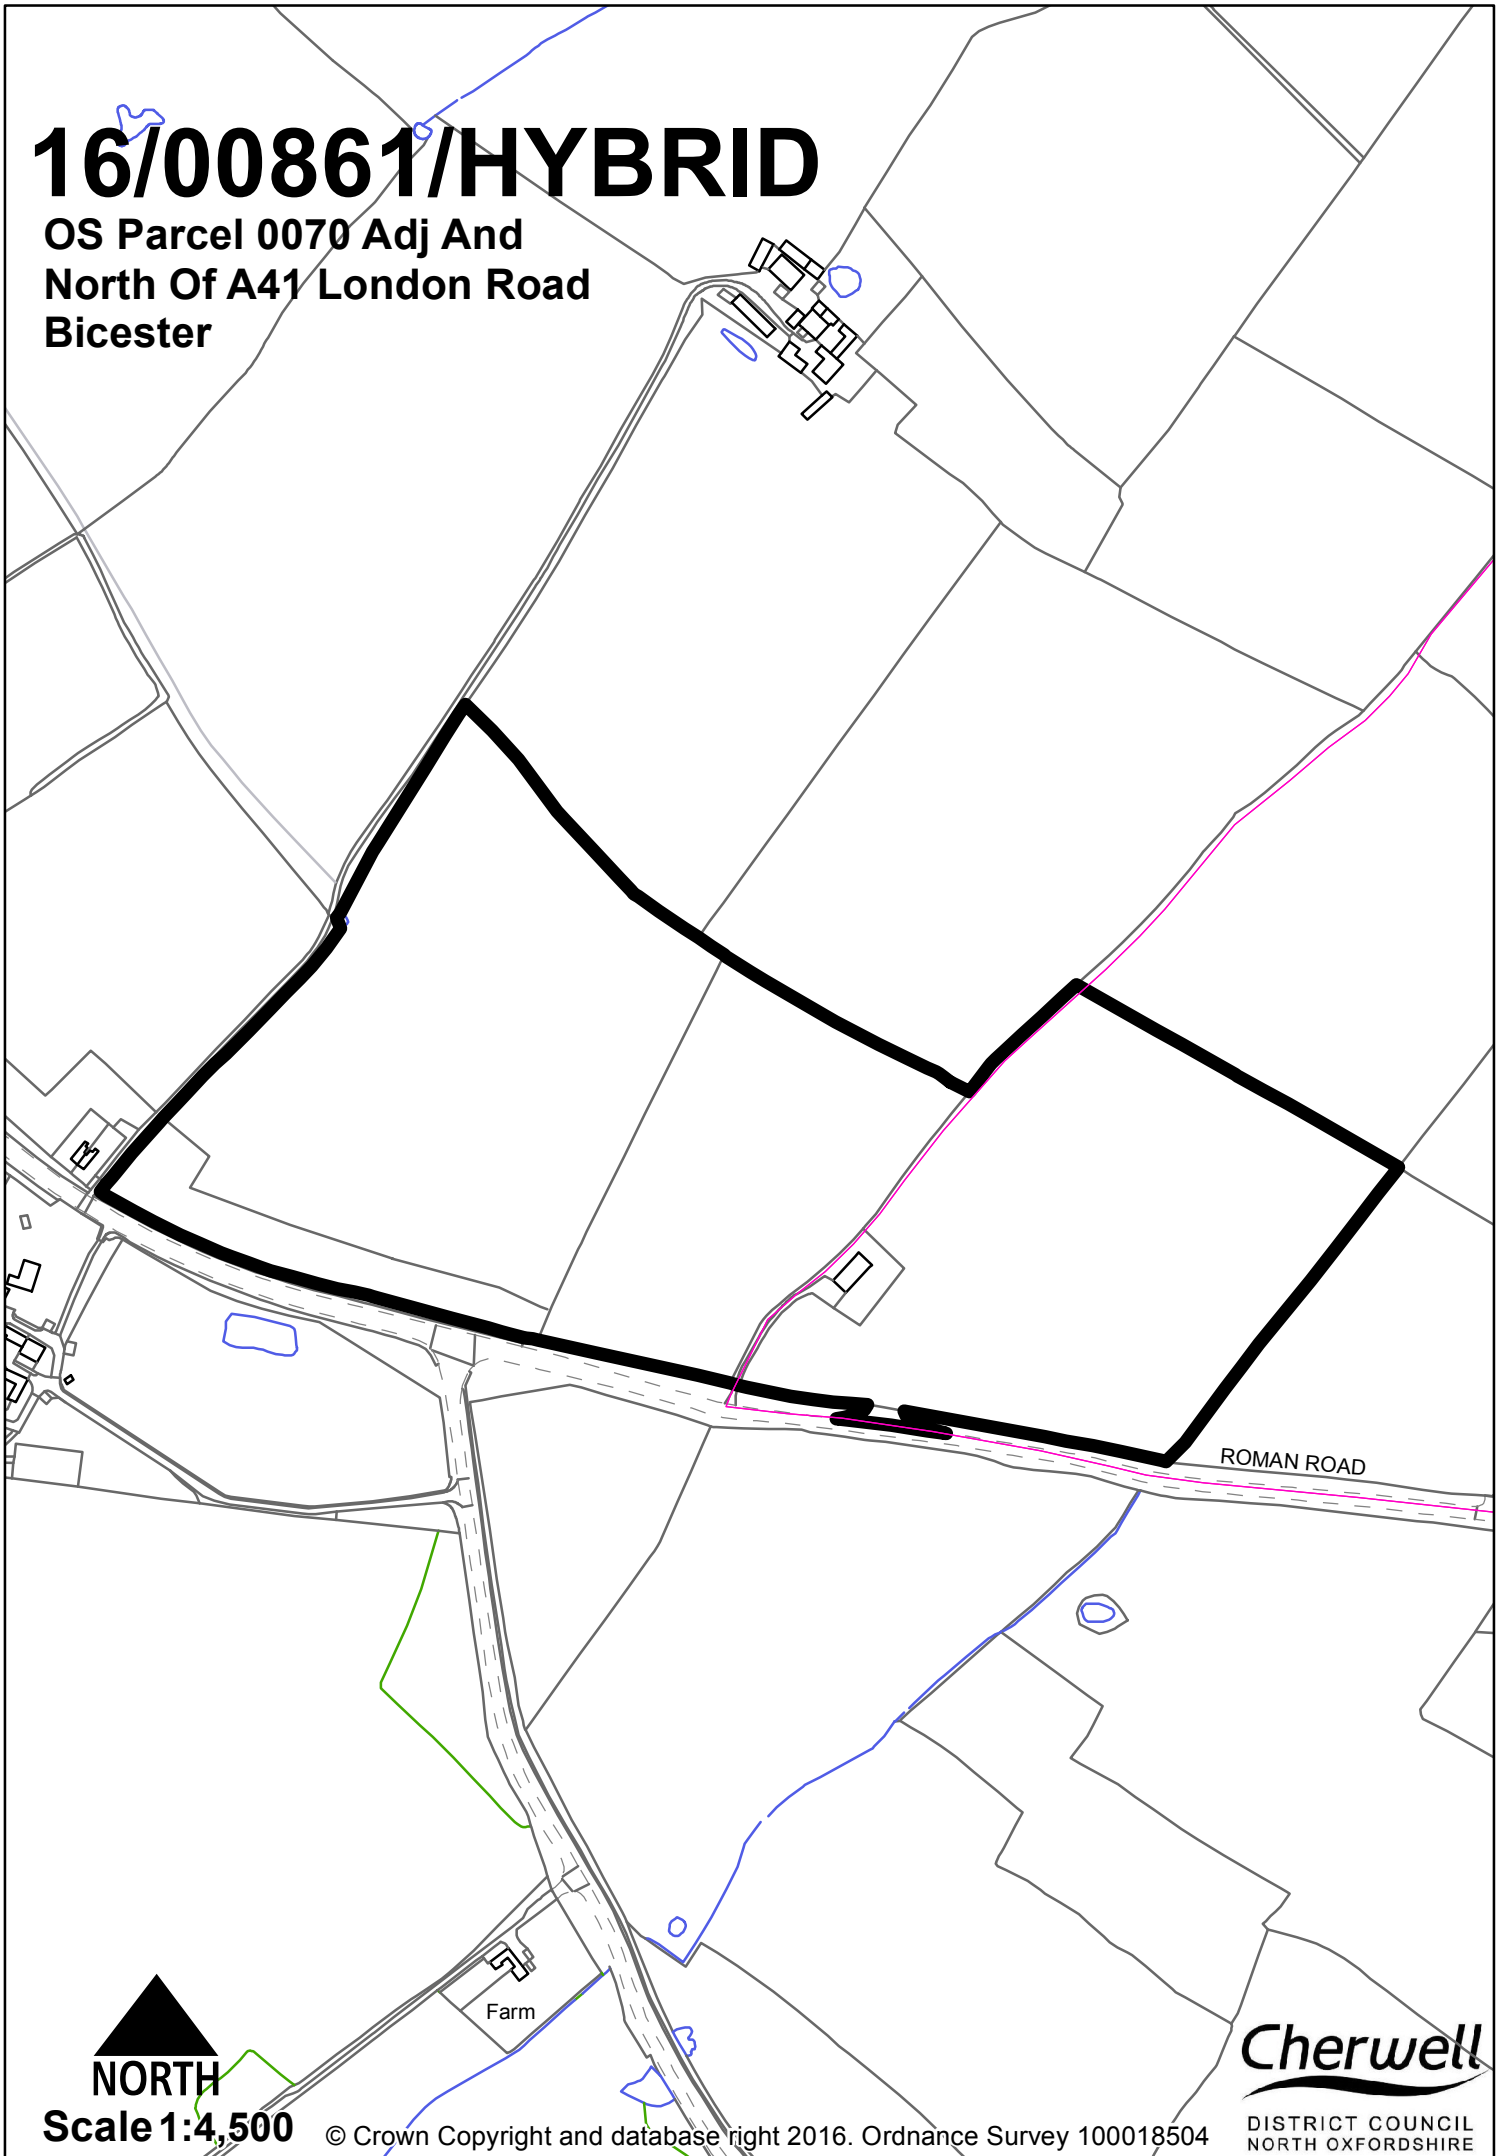 16/00861/HYBRID
OS Parcel 0070 Adj And
North Of A41 London Road
Bicester
ROMAN ROAD
Farm
NORTH
Scale 1:4,500
© Crown Copyright and database right 2016. Ordnance Survey 100018504
Cherwell
DISTRICT COUNCIL
NORTH OXFORDSHIRE